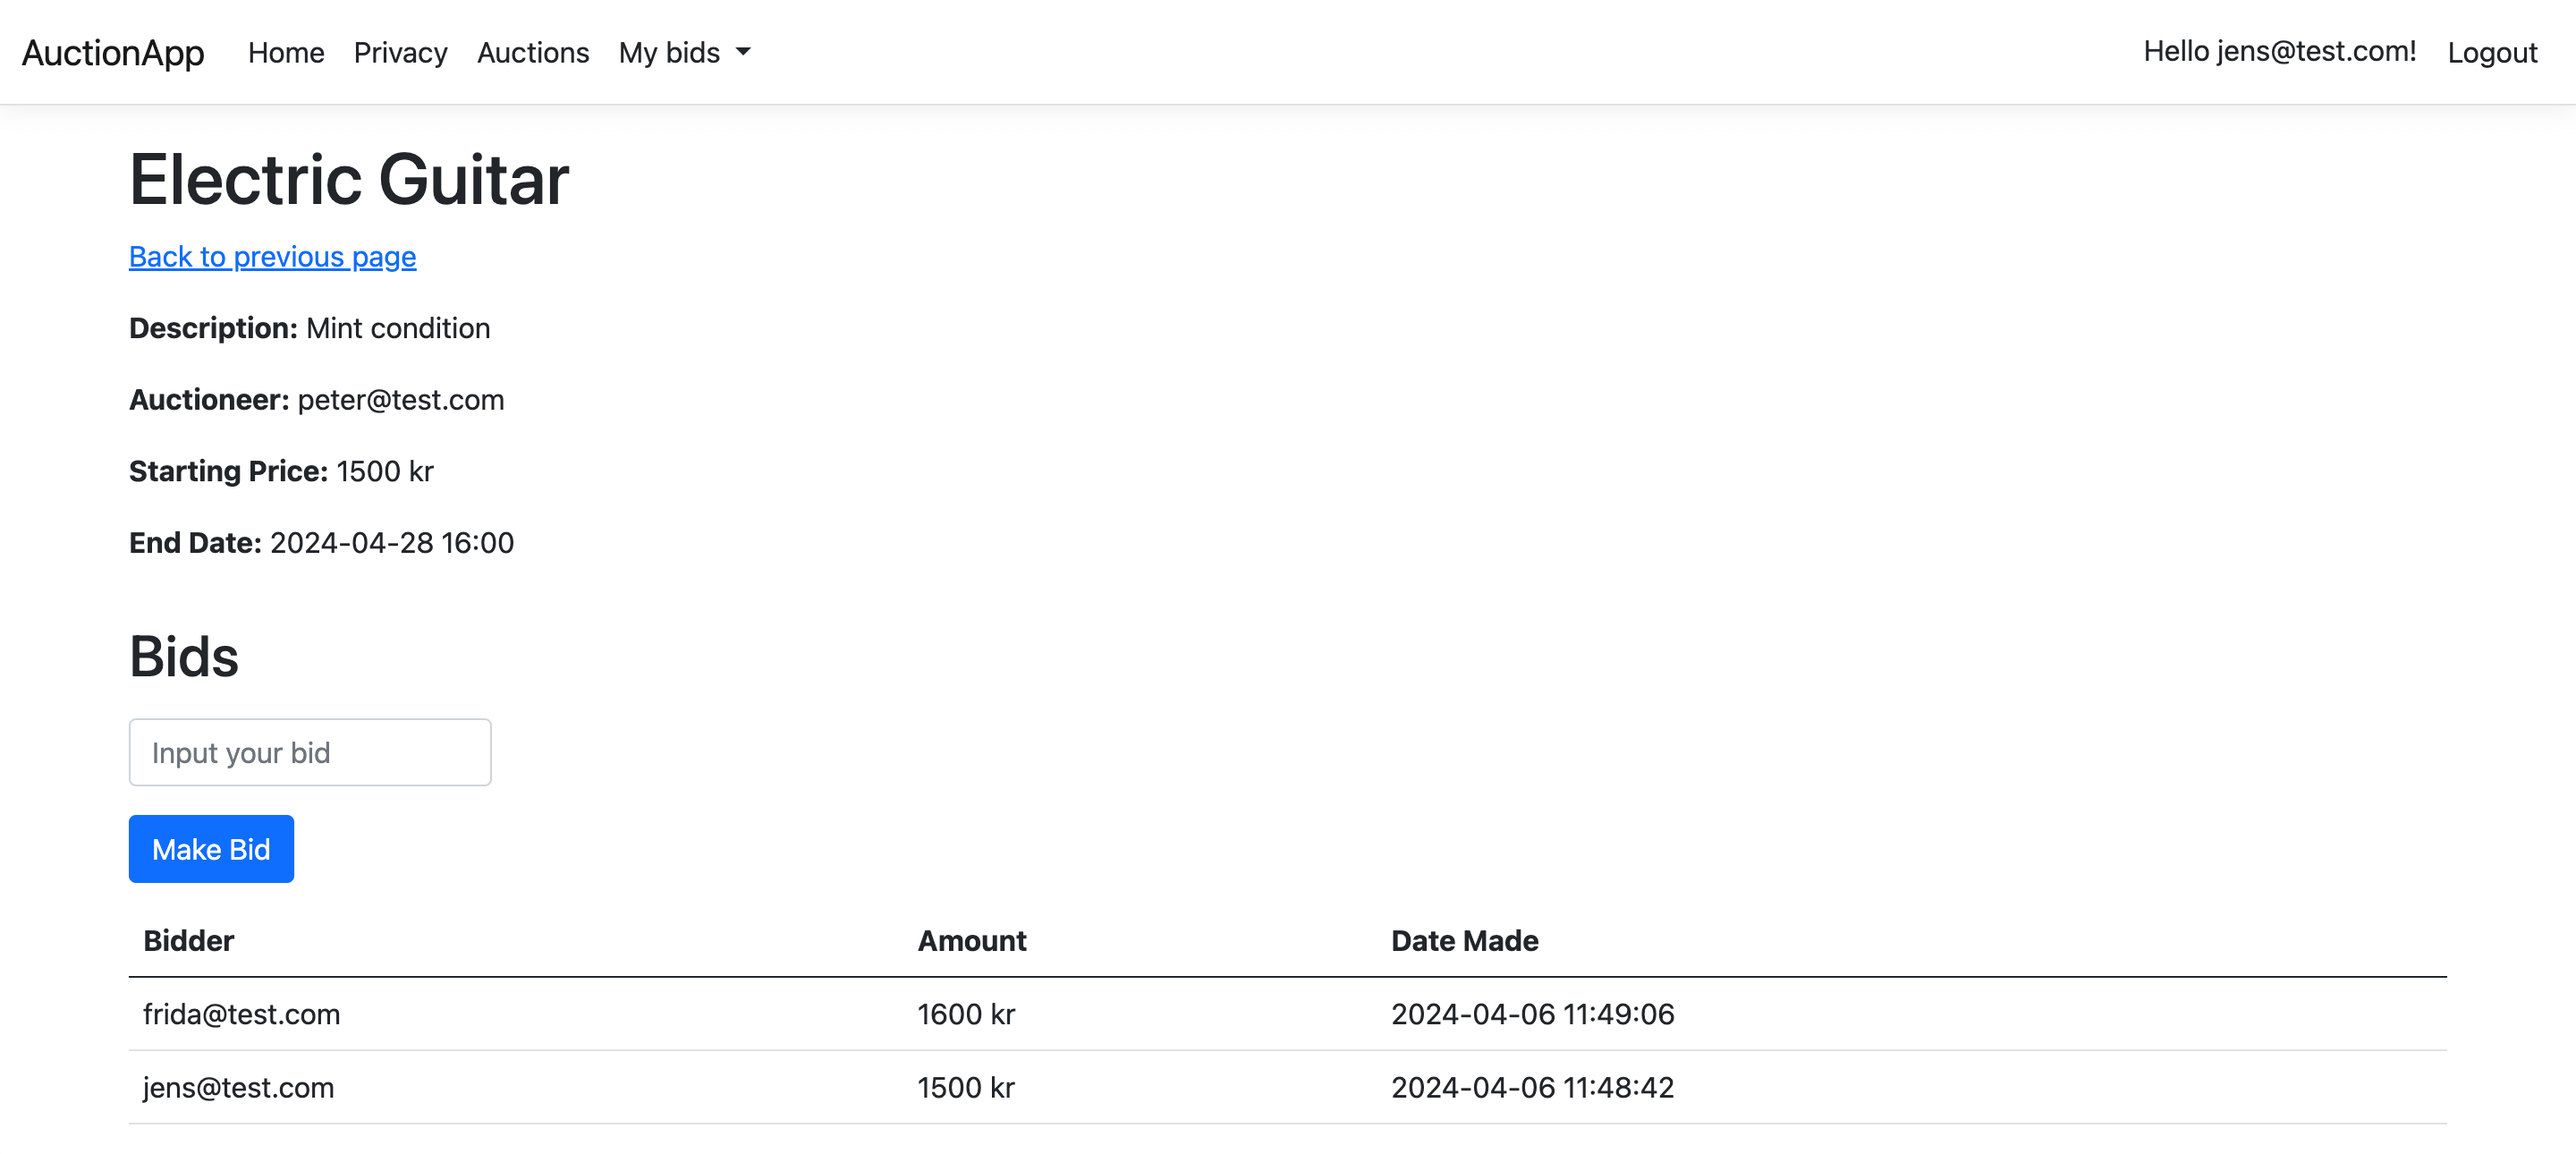 AuctionApp Home Privacy Auctions My bids Hello jens@test.com! Logout
Electric Guitar
Back to previous page
Description: Mint condition
Auctioneer: peter@test.com
Starting Price: 1500 kr
End Date: 2024-04-28 16:00
Bids
Input your bid
Make Bid
Bidder Amount Date Made
frida@test.com 1600 kr 2024-04-06 11:49:06
jens@test.com 1500 kr 2024-04-06 11:48:42